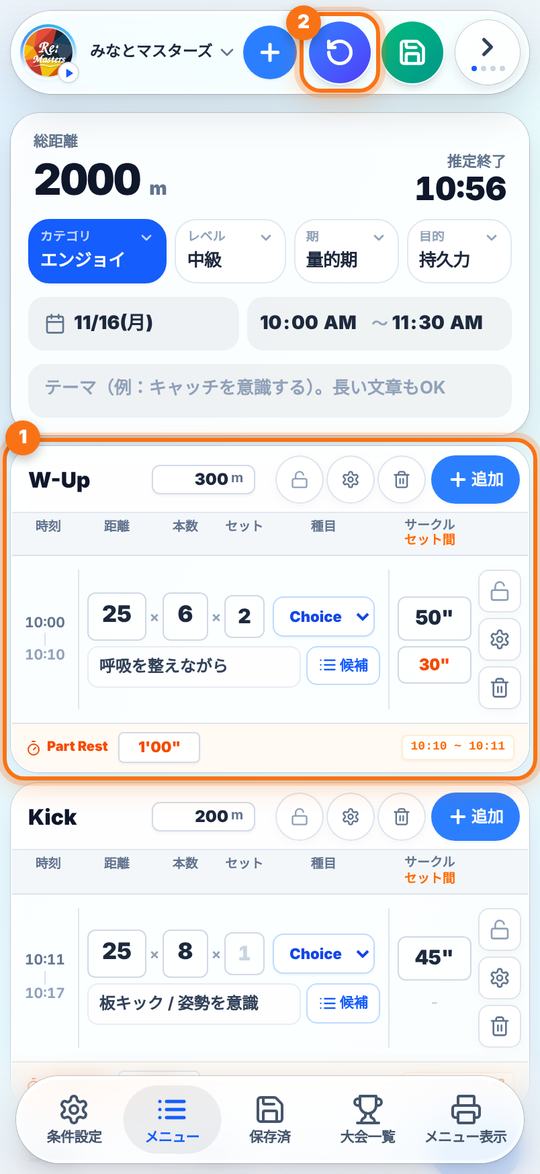 2
Re:
Masters
みなとマスターズ
総距離
2000 m
推定終了
10:56
カテゴリ
エンジョイ
レベル
中級
期
量的期
目的
持久力
11/16(月)
10:00 AM ～11:30 AM
テーマ（例：キャッチを意識する）。長い文章もOK
1
W-Up 300 m ＋ 追加
時刻 距離 本数 セット 種目 サークル
セット間
10:00
10:10
25 × 6 × 2 Choice 50"
呼吸を整えながら 候補 30"
Part Rest 1'00" 10:10 ~ 10:11
Kick 200 m ＋ 追加
時刻 距離 本数 セット 種目 サークル
セット間
10:11
10:17
25 × 8 × 1 Choice 45"
板キック / 姿勢を意識 候補 -
条件設定 メニュー 保存済 大会一覧 メニュー表示